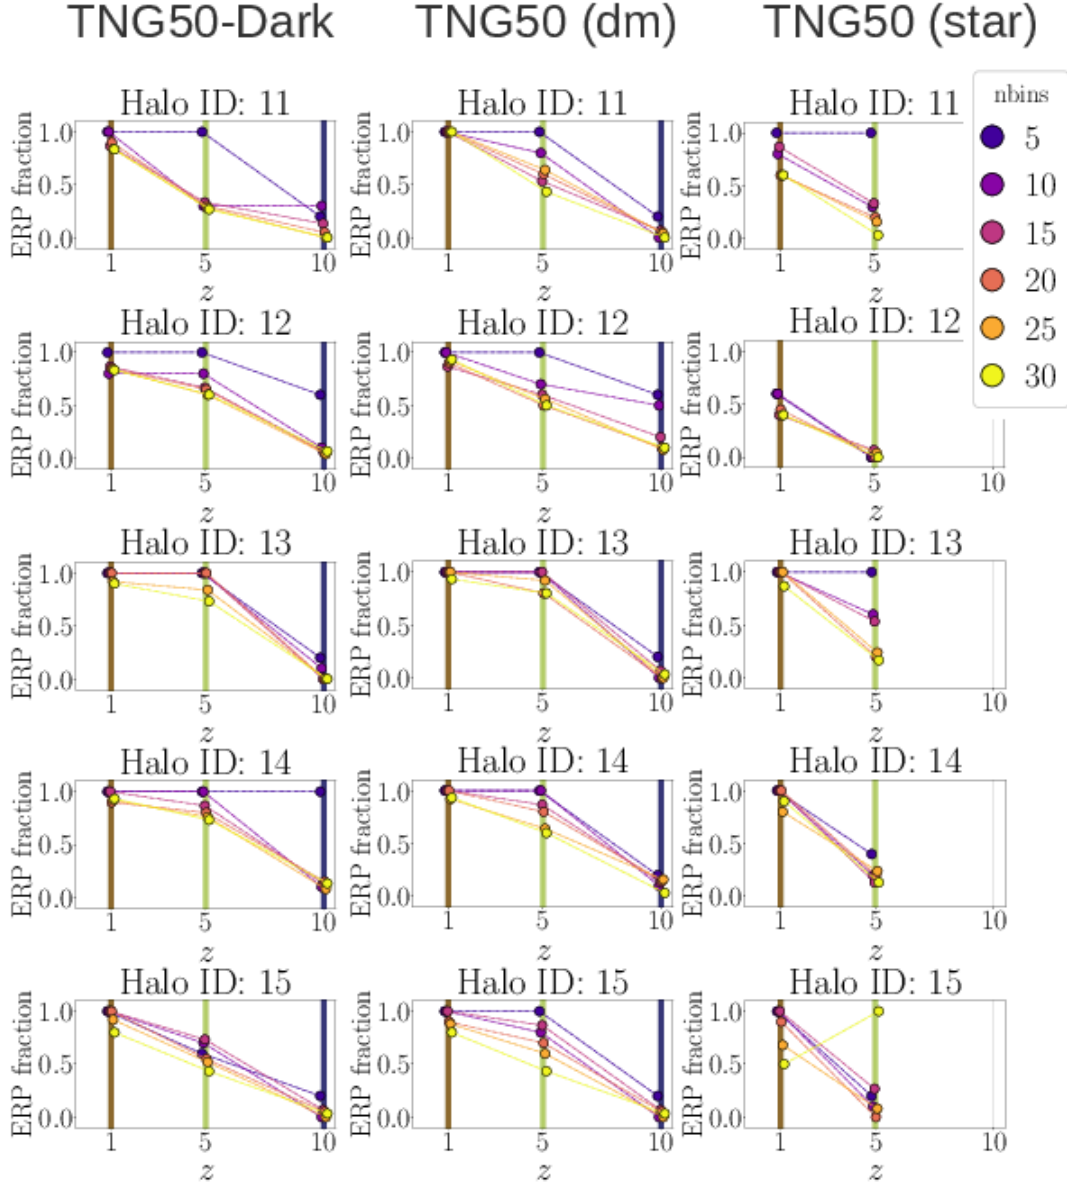 TNG50-Dark TNG50 (dm) TNG50 (star)
Halo ID: 11 Halo ID: 11 Halo ID: 11
nbins
5
10
15
20
25
30
ERP fraction 1.0 0.5 0.0 ERP fraction 1.0 0.5 0.0 ERP fraction 1.0 0.5 0.0
1 5 10 1 5 10 1 5
z z z
Halo ID: 12 Halo ID: 12 Halo ID: 12
ERP fraction 1.0 0.5 0.0 ERP fraction 1.0 0.5 0.0 ERP fraction 1.0 0.5 0.0
1 5 10 1 5 10 1 5 10
z z z
Halo ID: 13 Halo ID: 13 Halo ID: 13
ERP fraction 1.0 0.5 0.0 ERP fraction 1.0 0.5 0.0 ERP fraction 1.0 0.5 0.0
1 5 10 1 5 10 1 5 10
z z z
Halo ID: 14 Halo ID: 14 Halo ID: 14
ERP fraction 1.0 0.5 0.0 ERP fraction 1.0 0.5 0.0 ERP fraction 1.0 0.5 0.0
1 5 10 1 5 10 1 5 10
z z z
Halo ID: 15 Halo ID: 15 Halo ID: 15
ERP fraction 1.0 0.5 0.0 ERP fraction 1.0 0.5 0.0 ERP fraction 1.0 0.5 0.0
1 5 10 1 5 10 1 5 10
z z z